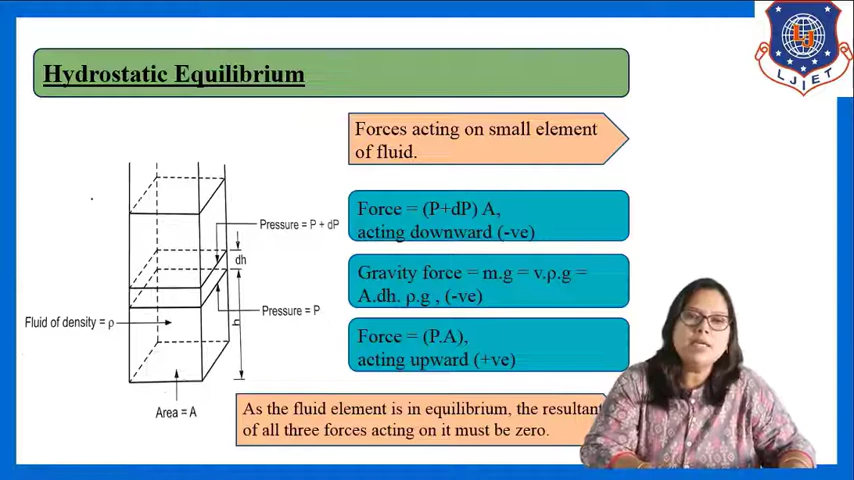 Hydrostatic Equilibrium
LJ
LJIET
Forces acting on small element
of fluid.
Force = (P+dP) A,
acting downward (-ve)
Gravity force = m.g = v.ρ.g =
A.dh. ρ.g , (-ve)
Force = (P.A),
acting upward (+ve)
Pressure = P + dP
dh
Pressure = P
Fluid of density = ρ
h
Area = A
As the fluid element is in equilibrium, the resultant
of all three forces acting on it must be zero.